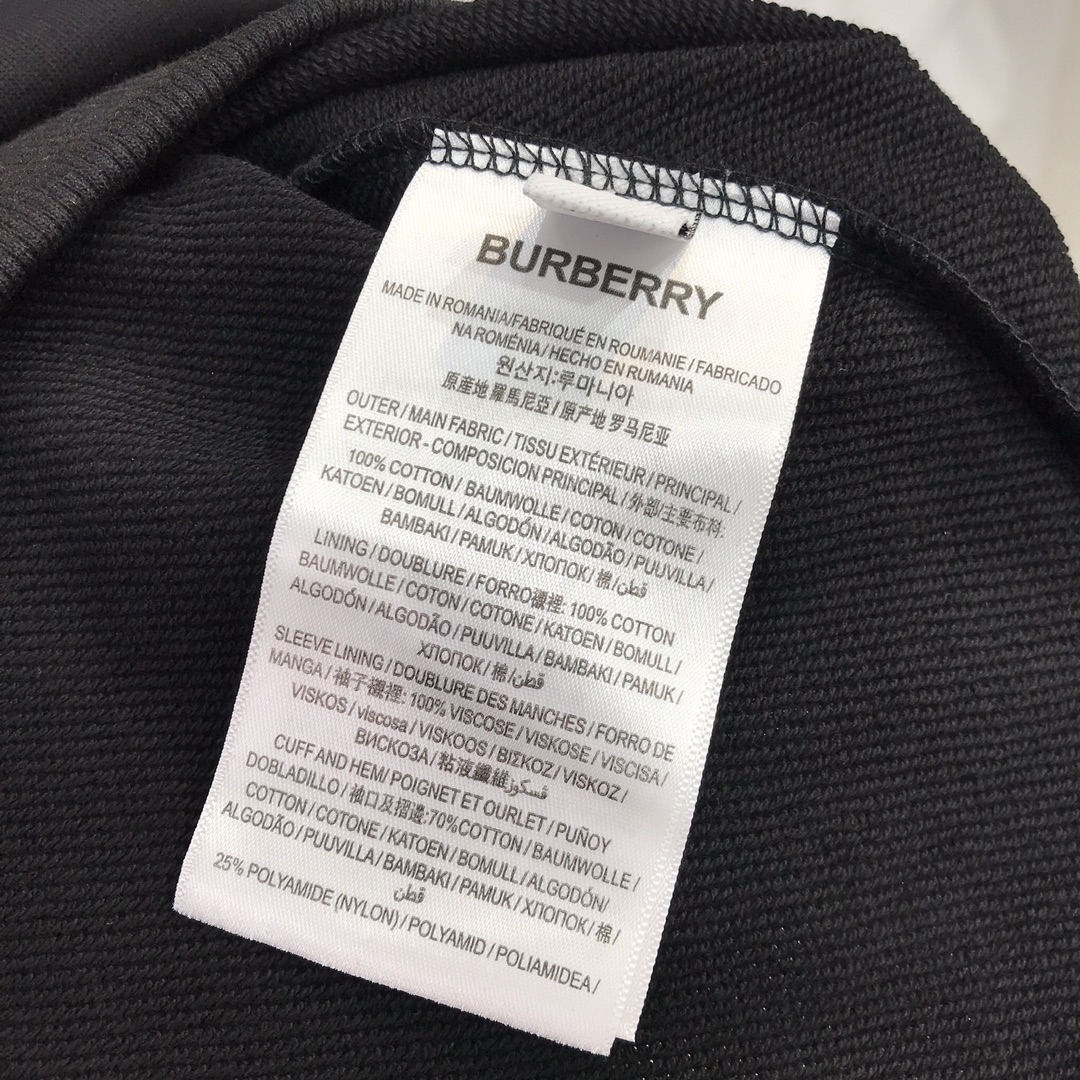 BURBERRY
MADE IN ROMANIA/FABRIQUÉ EN ROUMANIE / FABRICADO
NA ROMÉNIA / HECHO EN RUMANIA
원산지:루마니아
原産地 羅馬尼亞 / 原产地 罗马尼亚
OUTER / MAIN FABRIC / TISSU EXTÉRIEUR / PRINCIPAL /
EXTERIOR - COMPOSICION PRINCIPAL / 外部/主要布料:
100% COTTON / BAUMWOLLE / COTON / COTONE /
KATOEN / BOMULL / ALGODÓN / ALGODÃO / PUUVILLA /
BAMBAKI / PAMUK / ХЛОПОК / 棉/قطن
LINING / DOUBLURE / FORRO襯裡: 100% COTTON
BAUMWOLLE / COTON / COTONE / KATOEN / BOMULL /
ALGODÓN / ALGODÃO / PUUVILLA / BAMBAKI / PAMUK /
ХЛОПОК / 棉/قطن
SLEEVE LINING / DOUBLURE DES MANCHES / FORRO DE
MANGA / 袖子襯裡: 100% VISCOSE / VISKOSE / VISCISA /
VISKOS / viscosa / VISKOOS / ΒΙΣΚΟΖ / VISKOZ /
ВИСКОЗА / 粘液纖維/فسكوز
CUFF AND HEM/ POIGNET ET OURLET / PUÑOY
DOBLADILLO / 袖口及摺邊:70%COTTON / BAUMWOLLE /
COTTON / COTONE / KATOEN / BOMULL / ALGODÓN/
ALGODÃO / PUUVILLA / BAMBAKI / PAMUK / ХЛОПОК / 棉/
قطن
25% POLYAMIDE (NYLON) / POLYAMID / POLIAMIDEA /